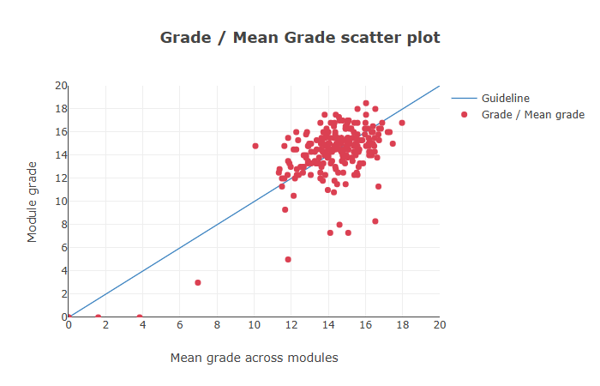 Grade / Mean Grade scatter plot
20
18
16
14
12
10
8
6
4
2
0
0 2 4 6 8 10 12 14 16 18 20
Module grade
Mean grade across modules
Guideline
Grade / Mean grade